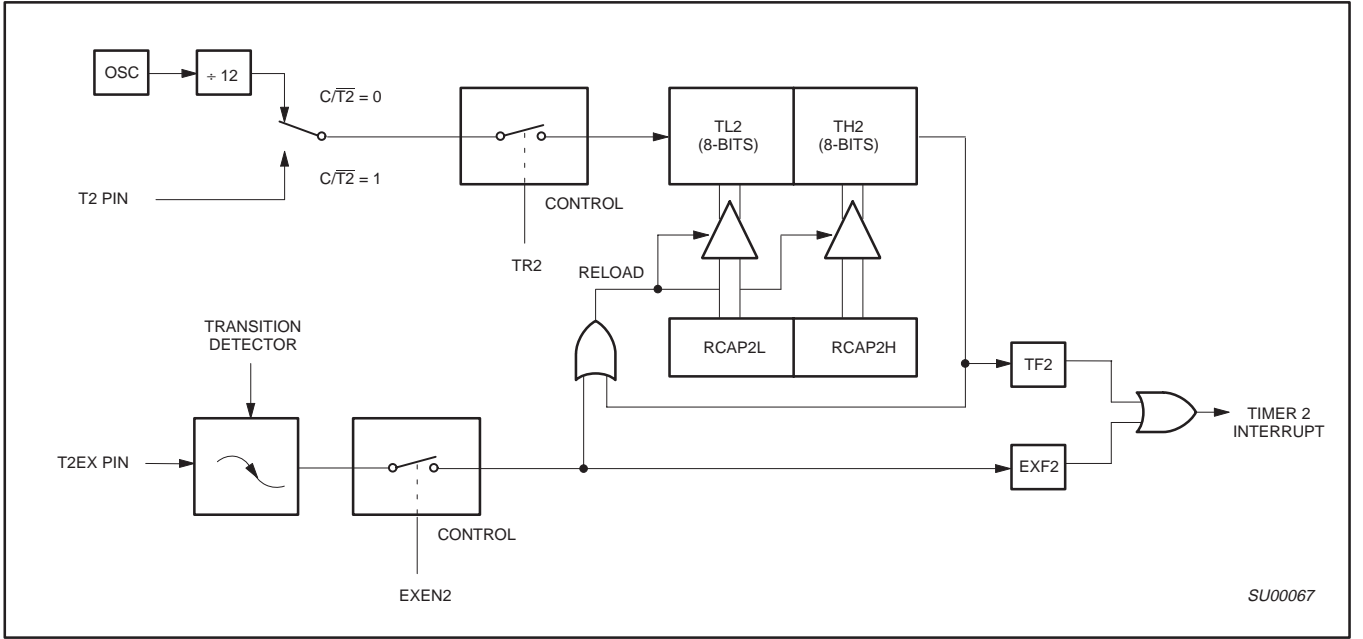 OSC
÷ 12
C/T2 = 0
C/T2 = 1
T2 PIN
CONTROL
TR2
TL2
(8-BITS)
TH2
(8-BITS)
RELOAD
RCAP2L
RCAP2H
TRANSITION
DETECTOR
T2EX PIN
CONTROL
EXEN2
TF2
EXF2
TIMER 2
INTERRUPT
SU00067